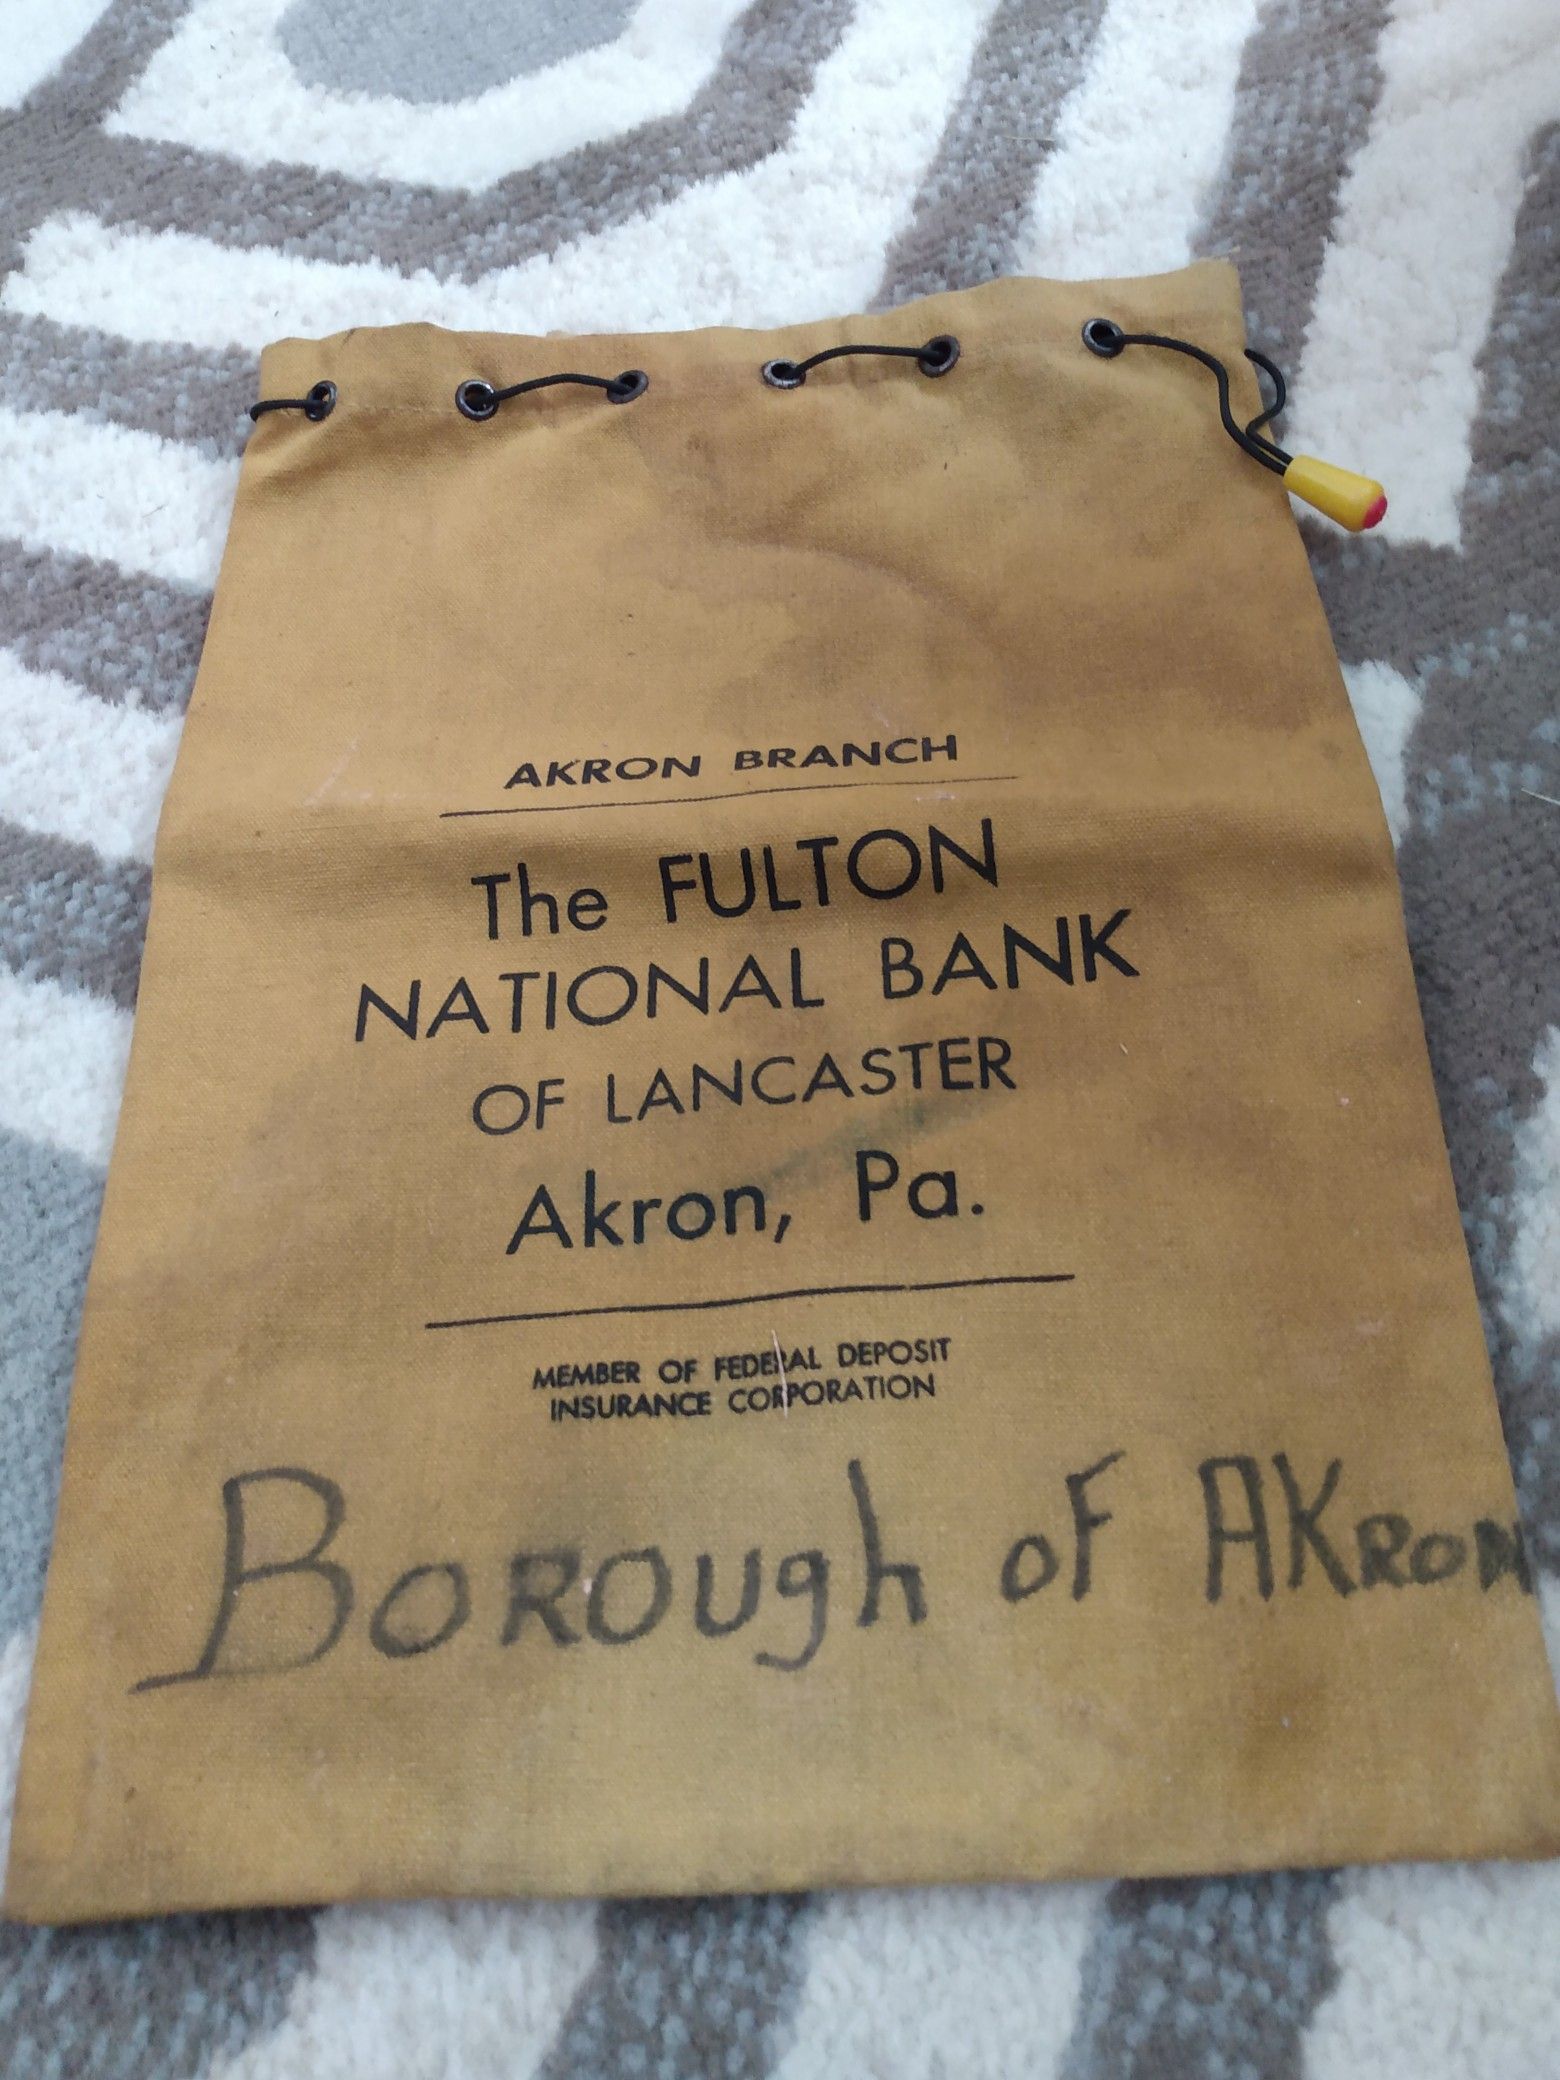 AKRON BRANCH
The FULTON
NATIONAL BANK
OF LANCASTER
Akron, Pa.
MEMBER OF FEDERAL DEPOSIT
INSURANCE CORPORATION
BOROUgh oF AKRON